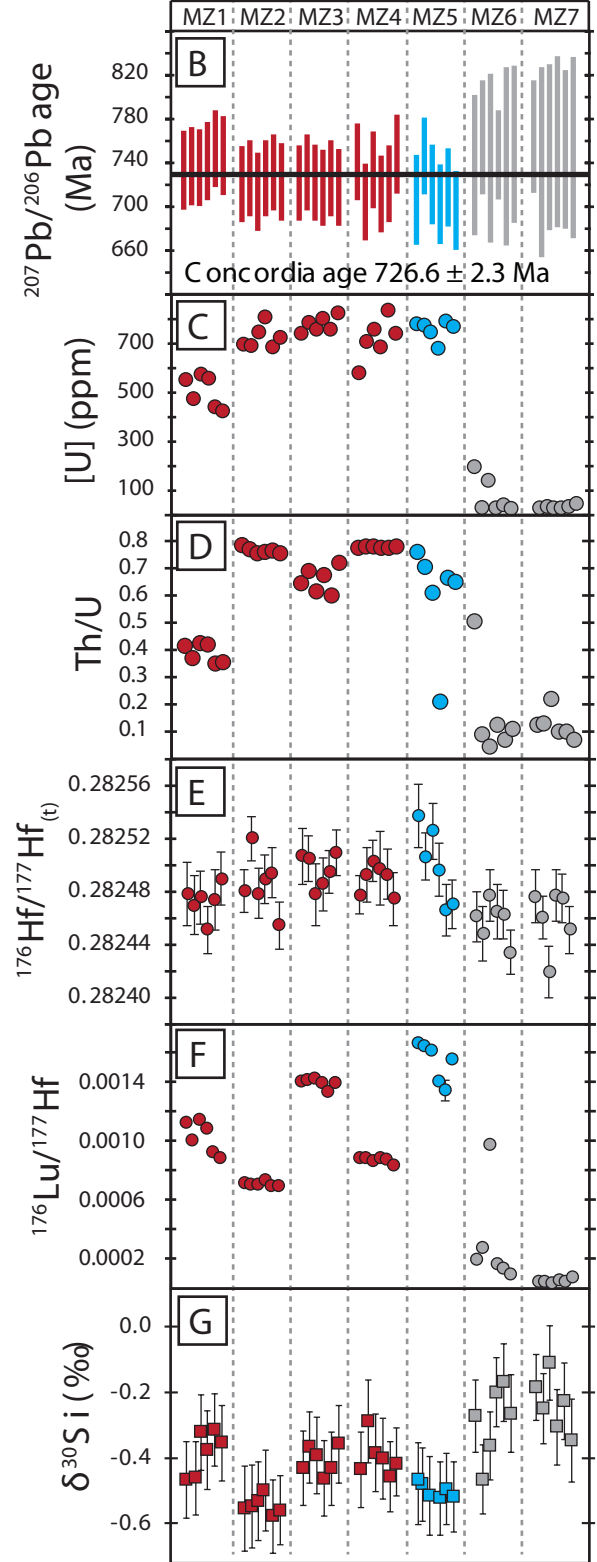 MZ1 MZ2 MZ3 MZ4 MZ5 MZ6 MZ7
B
²⁰⁷Pb/²⁰⁶Pb age
(Ma)
820
780
740
700
660
Concordia age 726.6 ± 2.3 Ma
C
[U] (ppm)
700
500
300
100
D
Th/U
0.8
0.7
0.6
0.5
0.4
0.3
0.2
0.1
E
¹⁷⁶Hf/¹⁷⁷Hf(t)
0.28256
0.28252
0.28248
0.28244
0.28240
F
¹⁷⁶Lu/¹⁷⁷Hf
0.0014
0.0010
0.0006
0.0002
G
δ³⁰Si (‰)
0.0
-0.2
-0.4
-0.6